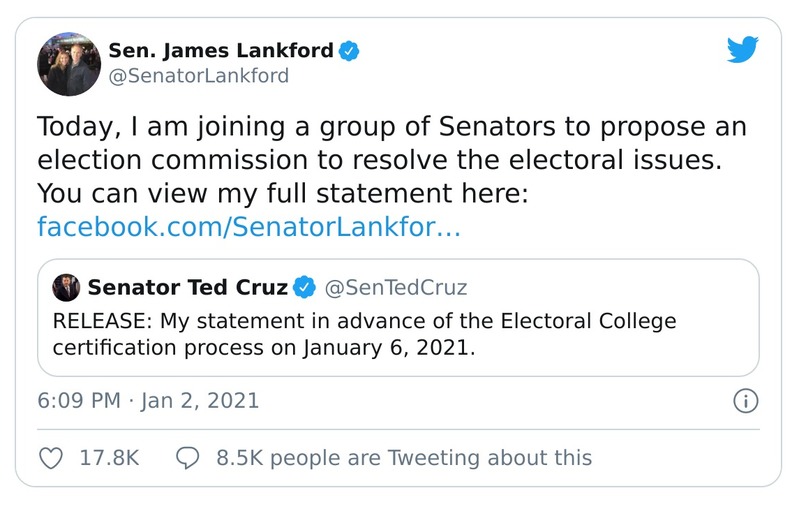 Sen. James Lankford
@SenatorLankford
Today, I am joining a group of Senators to propose an
election commission to resolve the electoral issues.
You can view my full statement here:
facebook.com/SenatorLankfor…
Senator Ted Cruz @SenTedCruz
RELEASE: My statement in advance of the Electoral College
certification process on January 6, 2021.
6:09 PM · Jan 2, 2021
17.8K 8.5K people are Tweeting about this